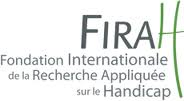 FIRAH
Fondation Internationale
de la Recherche Appliquée
sur le Handicap